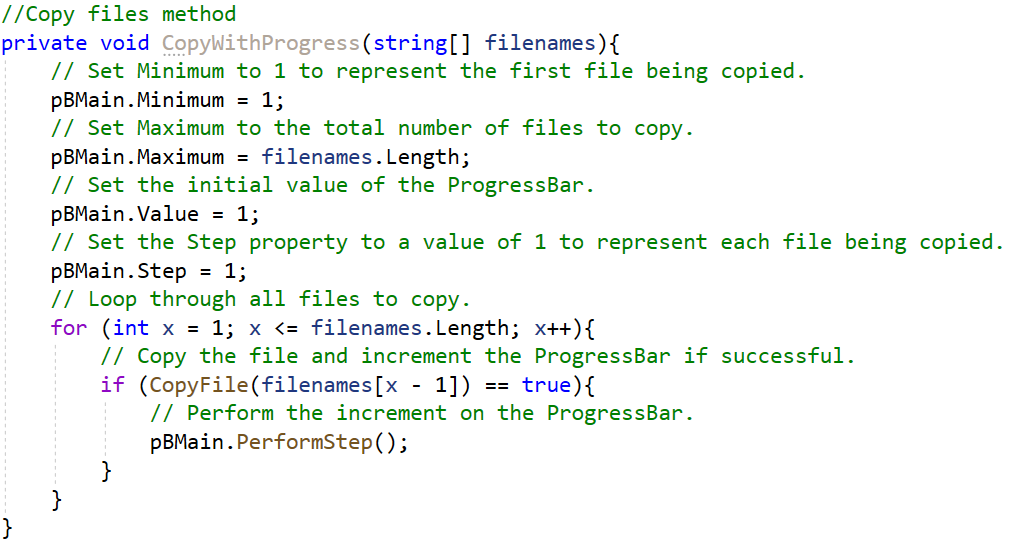 //Copy files method
private void CopyWithProgress(string[] filenames){
    // Set Minimum to 1 to represent the first file being copied.
    pBMain.Minimum = 1;
    // Set Maximum to the total number of files to copy.
    pBMain.Maximum = filenames.Length;
    // Set the initial value of the ProgressBar.
    pBMain.Value = 1;
    // Set the Step property to a value of 1 to represent each file being copied.
    pBMain.Step = 1;
    // Loop through all files to copy.
    for (int x = 1; x <= filenames.Length; x++){
        // Copy the file and increment the ProgressBar if successful.
        if (CopyFile(filenames[x - 1]) == true){
            // Perform the increment on the ProgressBar.
            pBMain.PerformStep();
        }
    }
}